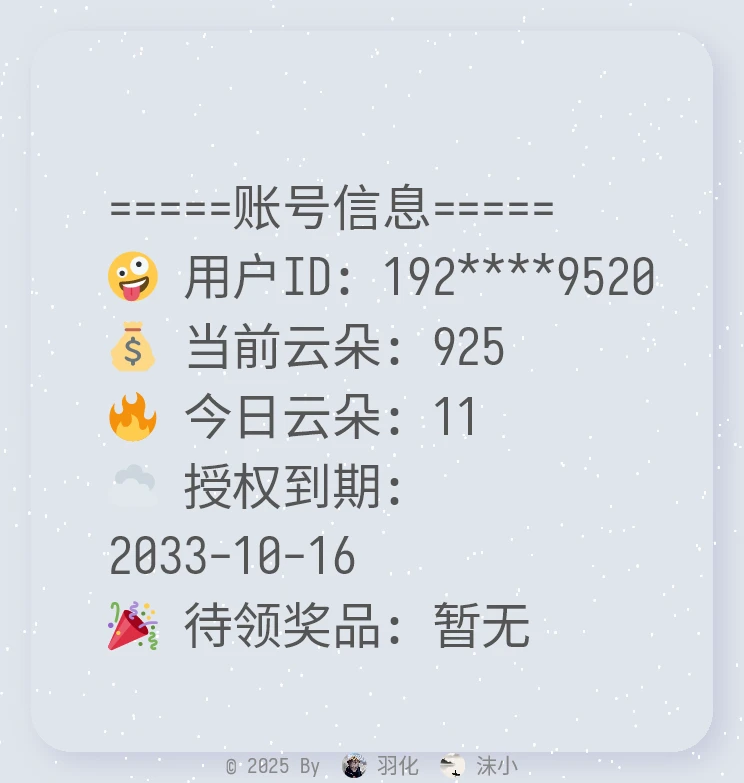 =====账号信息=====
🤪 用户ID: 192****9520
💰 当前云朵: 925
🔥 今日云朵: 11
☁️ 授权到期:
2033-10-16
🎉 待领奖品: 暂无
© 2025 By 羽化 沫小